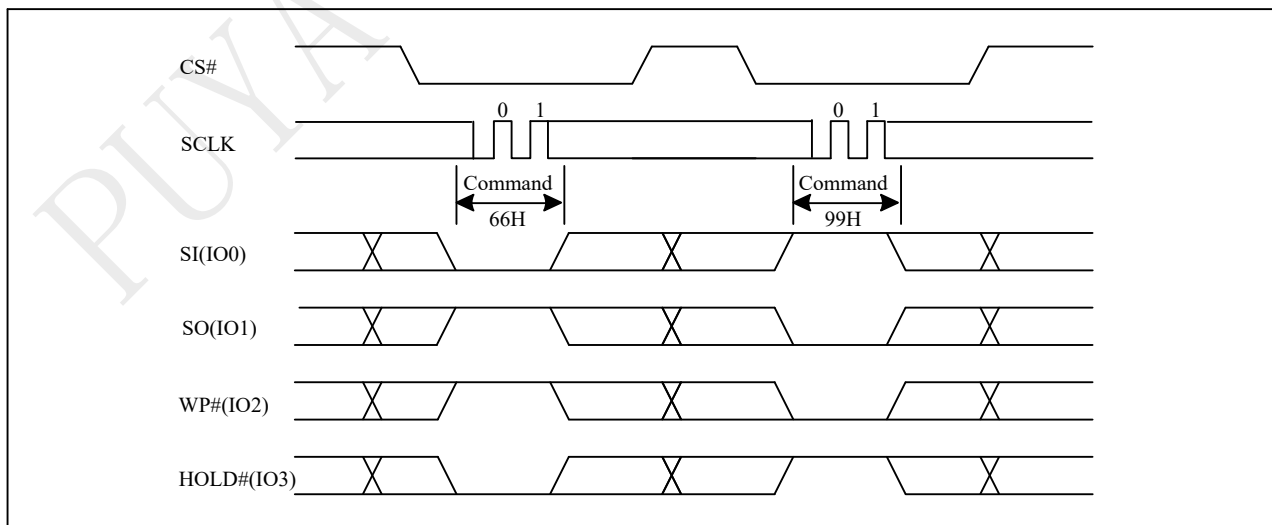 PUYA
CS#
0 1 0 1
SCLK
Command Command
66H 99H
SI(IO0)
SO(IO1)
WP#(IO2)
HOLD#(IO3)